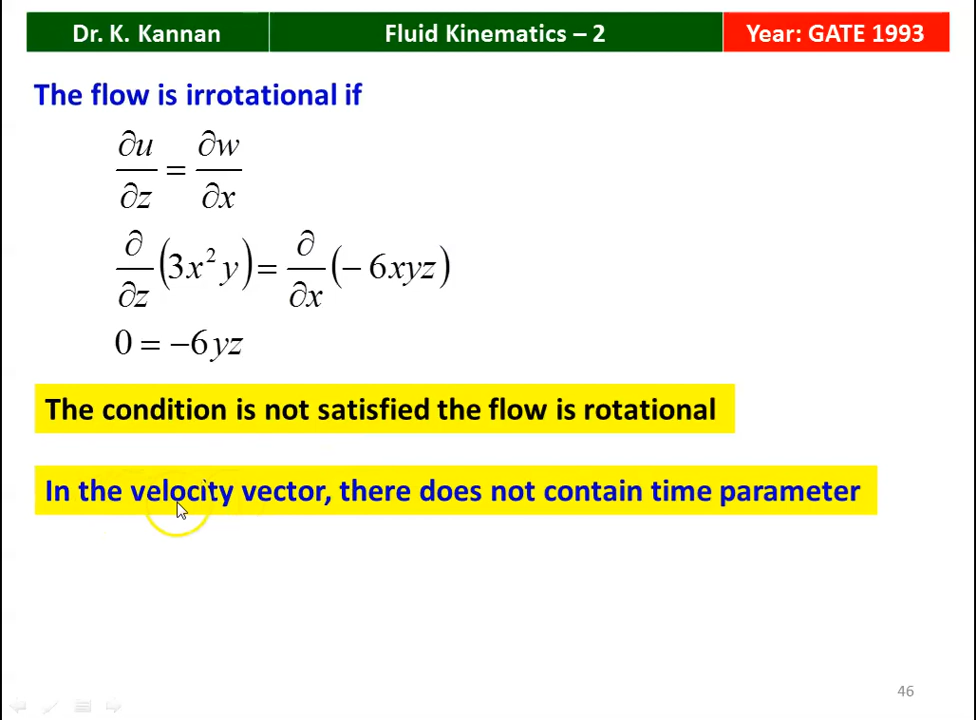 Dr. K. Kannan Fluid Kinematics – 2 Year: GATE 1993
The flow is irrotational if
∂u/∂z = ∂w/∂x
∂/∂z (3x²y) = ∂/∂x (− 6xyz)
0 = −6yz
The condition is not satisfied the flow is rotational
In the velocity vector, there does not contain time parameter
46